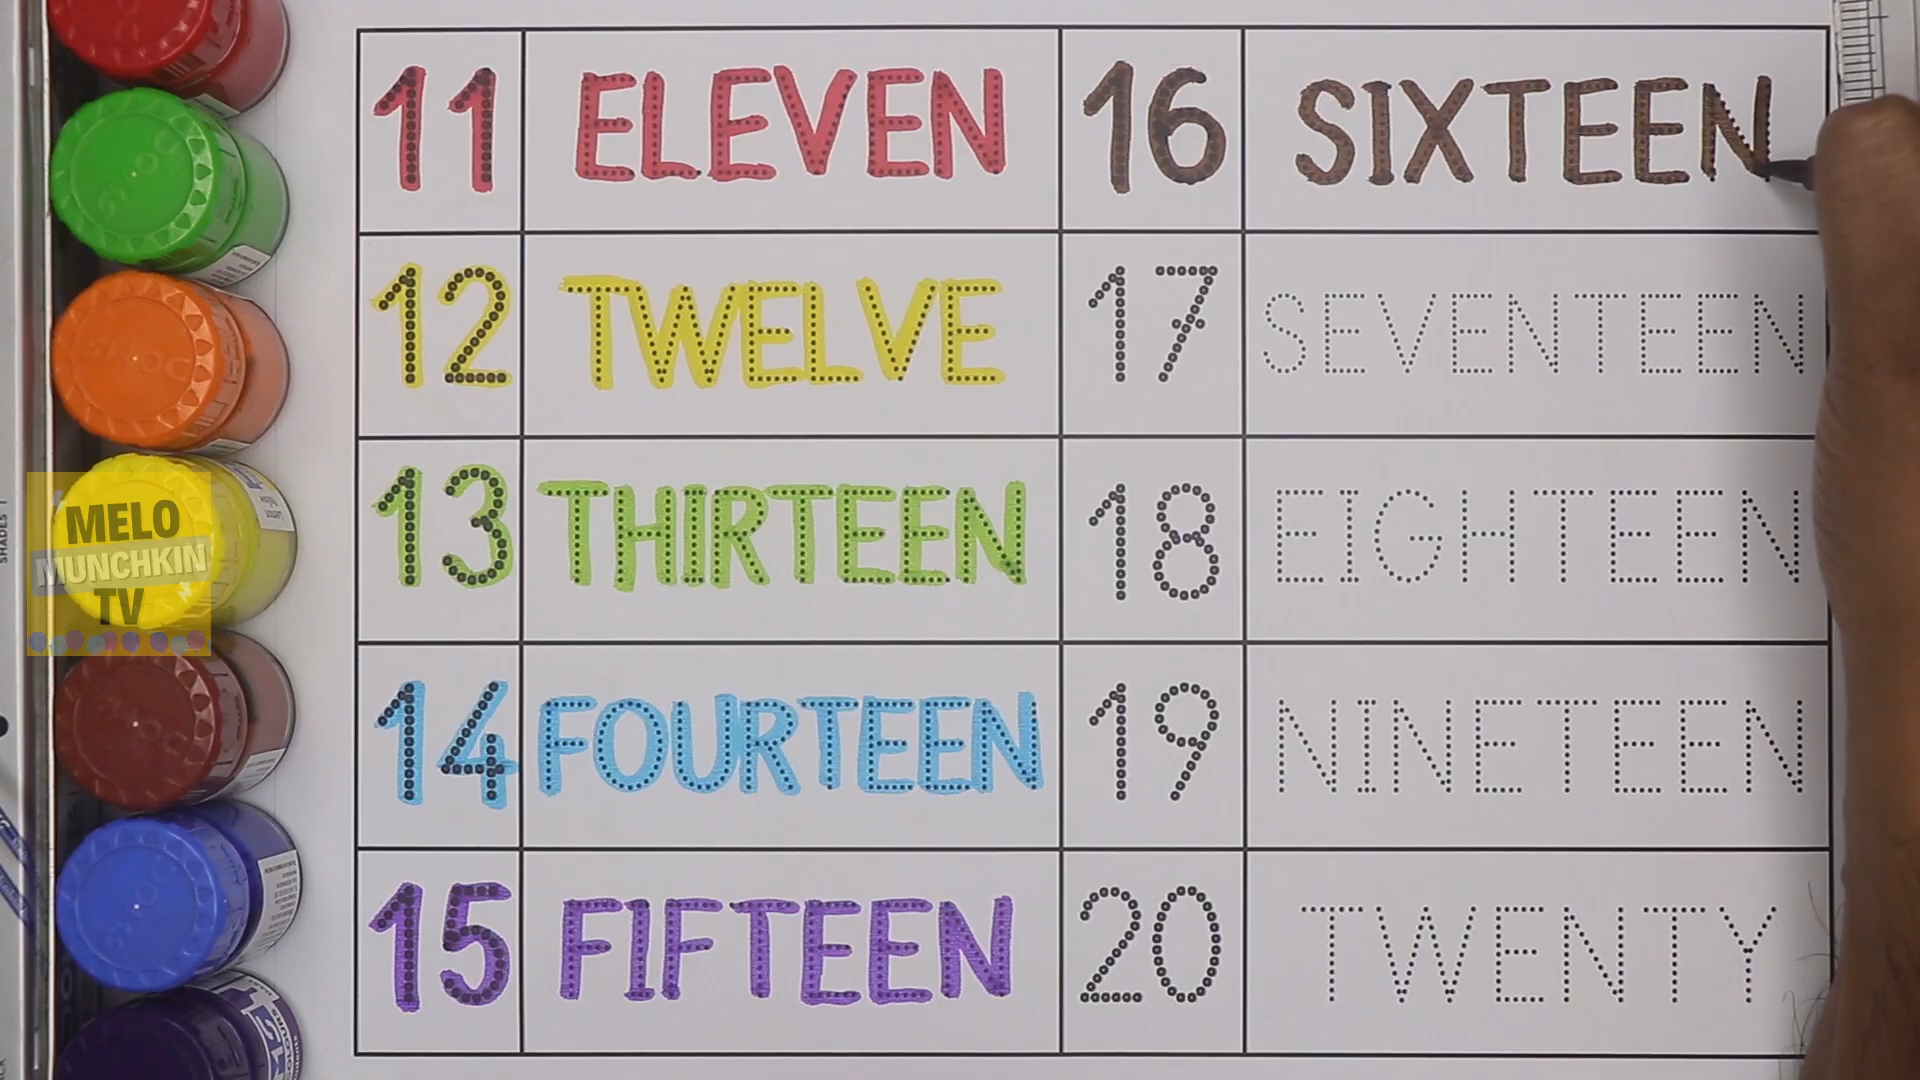 11 ELEVEN 16 SIXTEEN
12 TWELVE 17 SEVENTEEN
13 THIRTEEN 18 EIGHTEEN
14 FOURTEEN 19 NINETEEN
15 FIFTEEN 20 TWENTY
MELO
MUNCHKIN
TV
SHADES